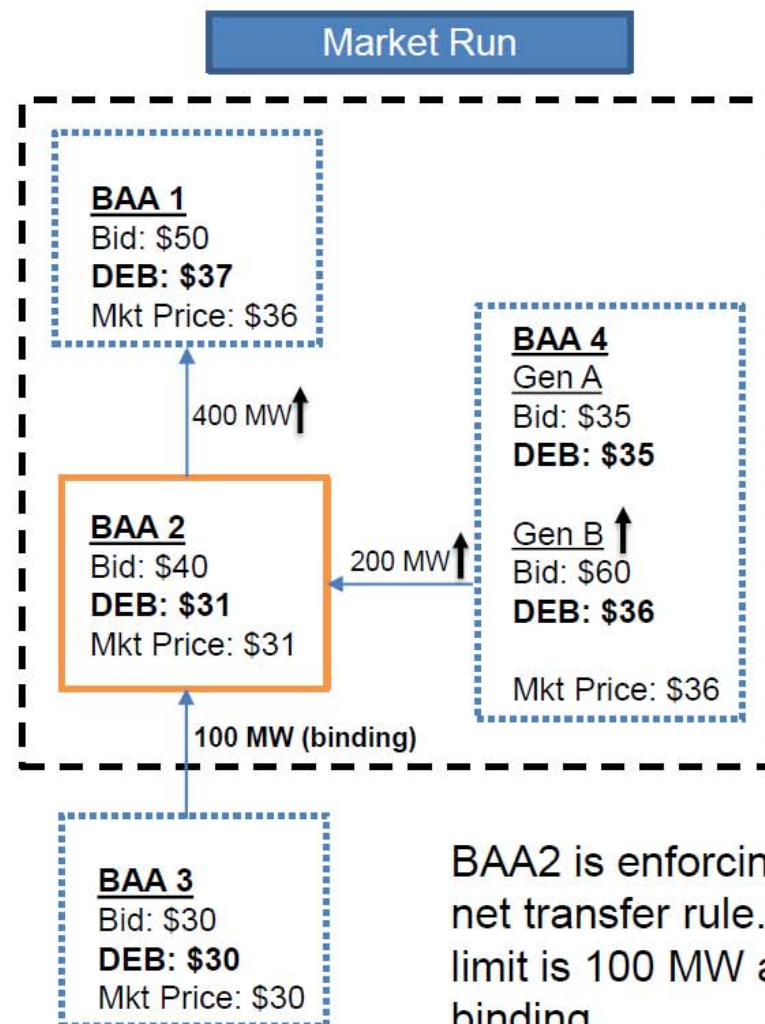 Market Run
BAA 1
Bid: $50
DEB: $37
Mkt Price: $36
400 MW
BAA 2
Bid: $40
DEB: $31
Mkt Price: $31
200 MW
BAA 4
Gen A
Bid: $35
DEB: $35
Gen B
Bid: $60
DEB: $36
Mkt Price: $36
100 MW (binding)
BAA 3
Bid: $30
DEB: $30
Mkt Price: $30
BAA2 is enforcin
net transfer rule.
limit is 100 MW a
binding